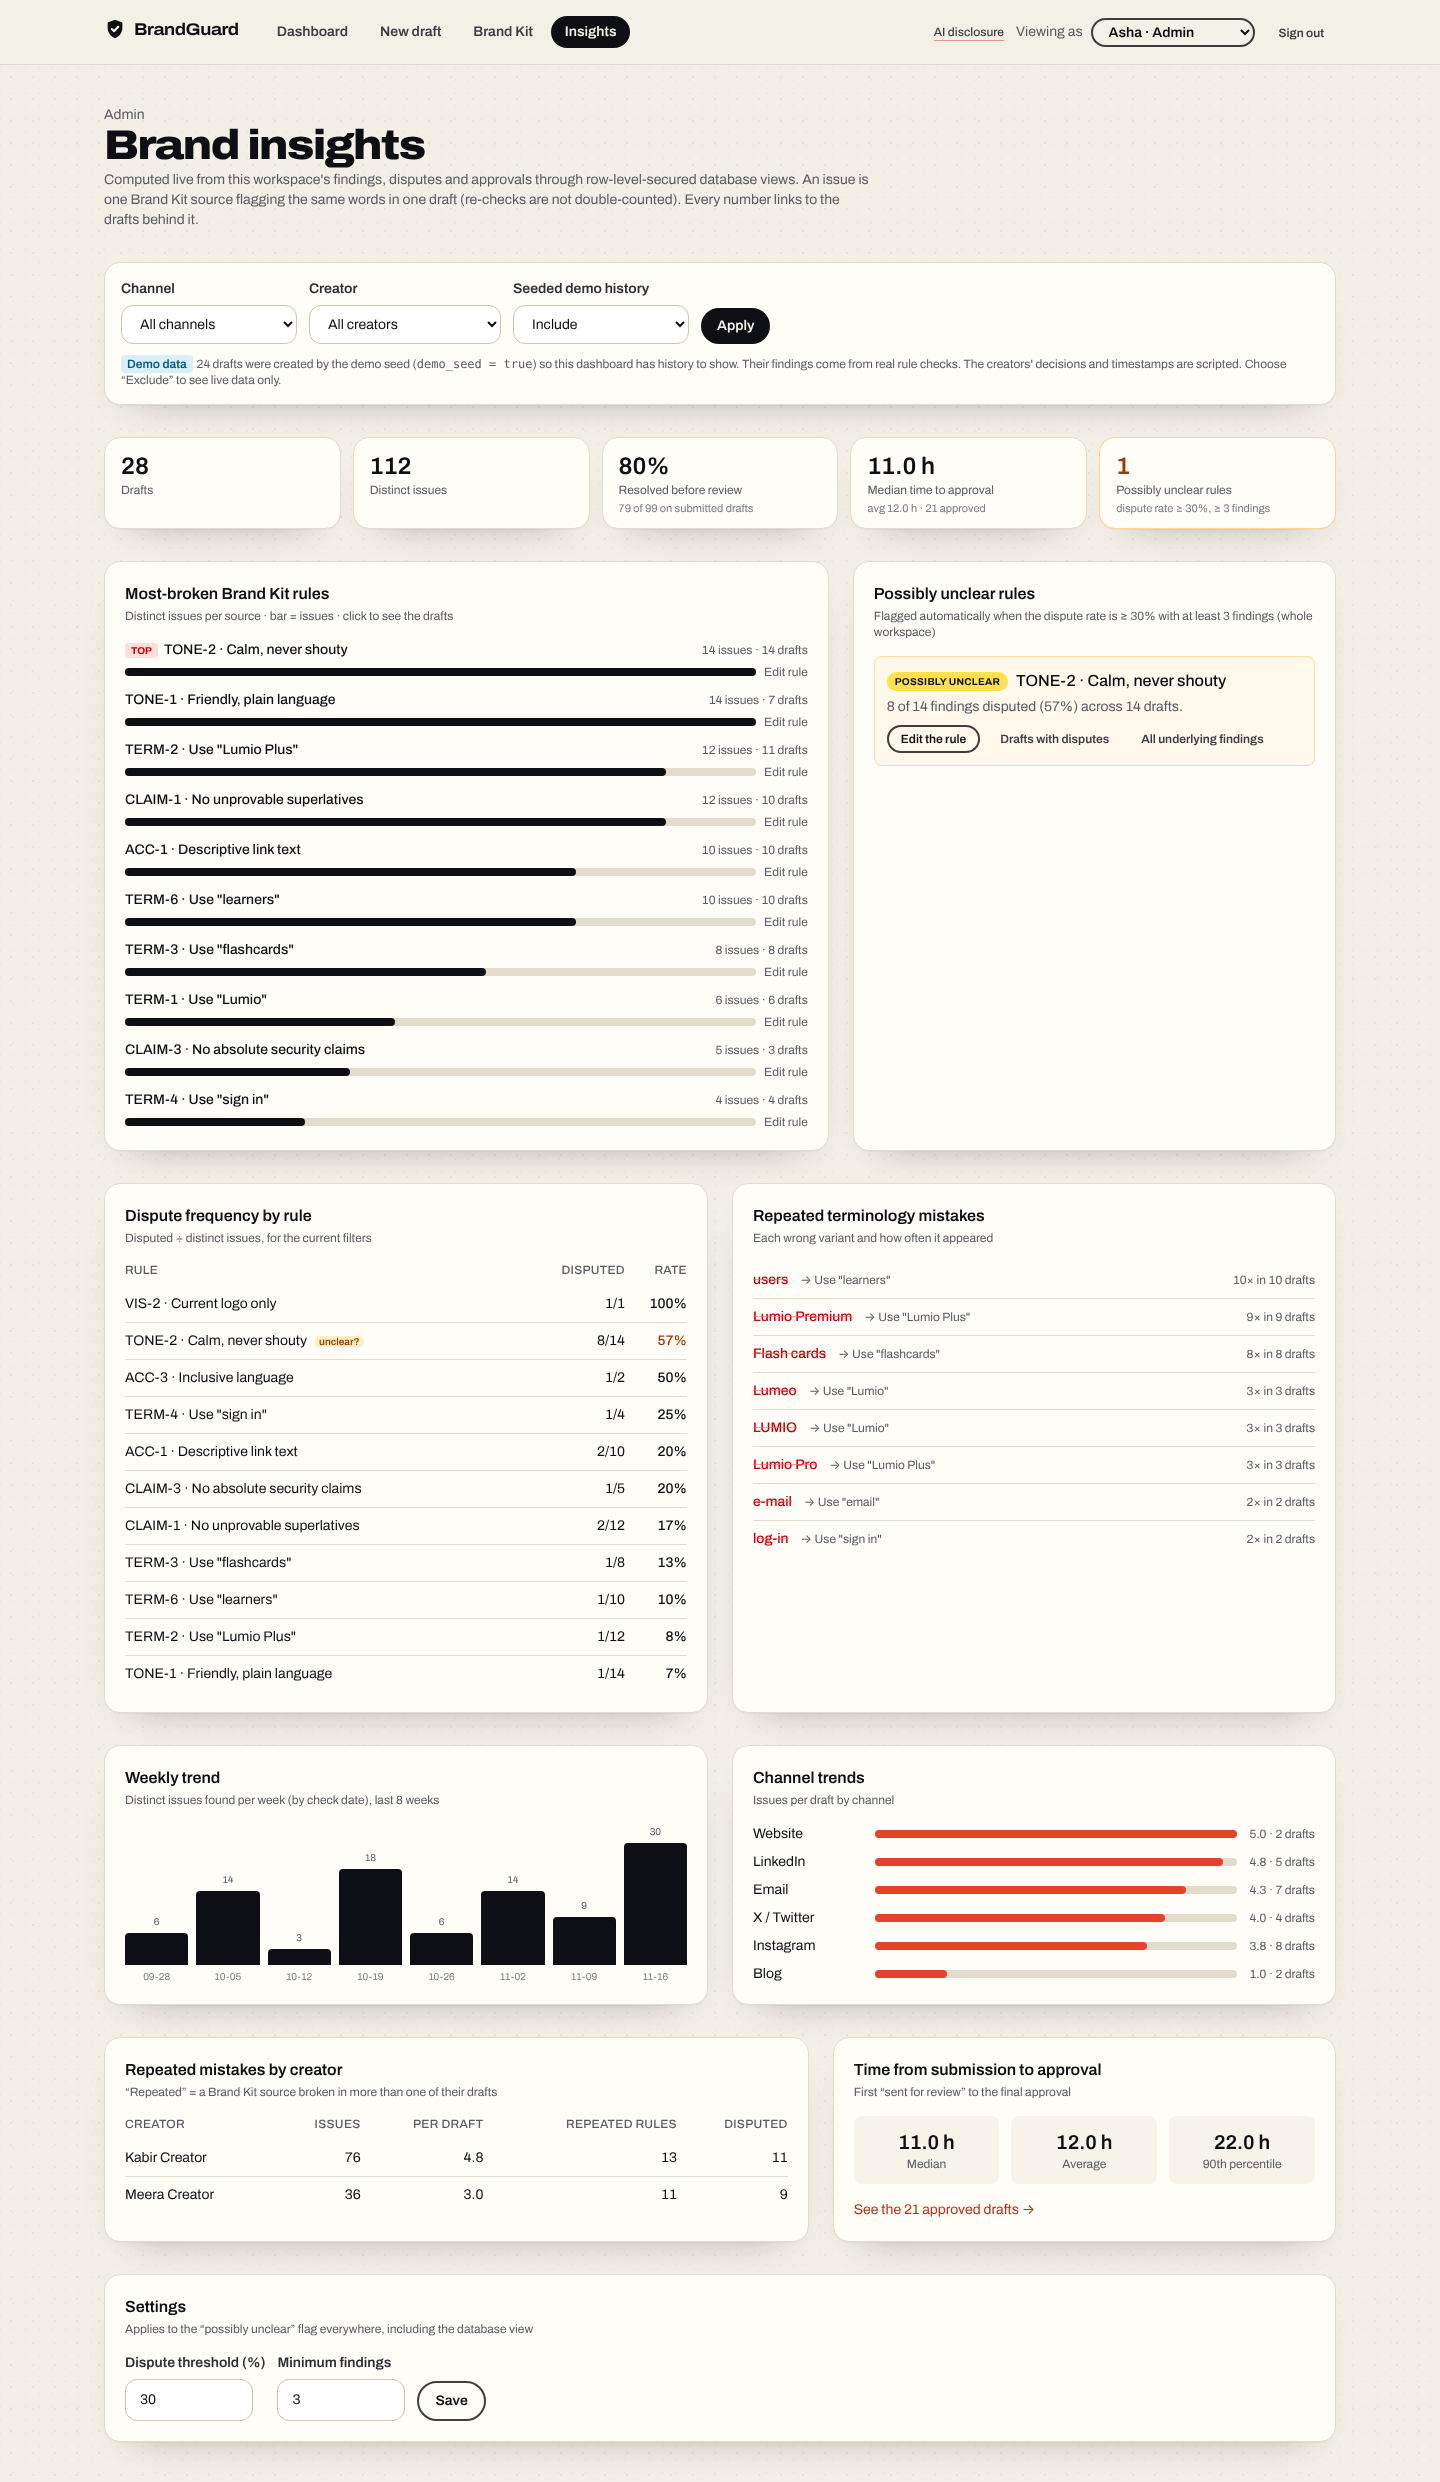 BrandGuard
Dashboard
New draft
Brand Kit
Insights
AI disclosure
Viewing as
Asha · Admin
Sign out
Admin
Brand insights
Computed live from this workspace's findings, disputes and approvals through row-level-secured database views. An issue is
one Brand Kit source flagging the same words in one draft (re-checks are not double-counted). Every number links to the
drafts behind it.
Channel
Creator
Seeded demo history
All channels
All creators
Include
Apply
Demo data 24 drafts were created by the demo seed (demo_seed = true) so this dashboard has history to show. Their findings come from real rule checks. The creators' decisions and timestamps are scripted. Choose
“Exclude” to see live data only.
28
Drafts
112
Distinct issues
80%
Resolved before review
79 of 99 on submitted drafts
11.0 h
Median time to approval
avg 12.0 h · 21 approved
1
Possibly unclear rules
dispute rate ≥ 30%, ≥ 3 findings
Most-broken Brand Kit rules
Distinct issues per source · bar = issues · click to see the drafts
TOP TONE-2 · Calm, never shouty 14 issues · 14 drafts
Edit rule
TONE-1 · Friendly, plain language 14 issues · 7 drafts
Edit rule
TERM-2 · Use "Lumio Plus" 12 issues · 11 drafts
Edit rule
CLAIM-1 · No unprovable superlatives 12 issues · 10 drafts
Edit rule
ACC-1 · Descriptive link text 10 issues · 10 drafts
Edit rule
TERM-6 · Use "learners" 10 issues · 10 drafts
Edit rule
TERM-3 · Use "flashcards" 8 issues · 8 drafts
Edit rule
TERM-1 · Use "Lumio" 6 issues · 6 drafts
Edit rule
CLAIM-3 · No absolute security claims 5 issues · 3 drafts
Edit rule
TERM-4 · Use "sign in" 4 issues · 4 drafts
Edit rule
Possibly unclear rules
Flagged automatically when the dispute rate is ≥ 30% with at least 3 findings (whole
workspace)
POSSIBLY UNCLEAR TONE-2 · Calm, never shouty
8 of 14 findings disputed (57%) across 14 drafts.
Edit the rule
Drafts with disputes
All underlying findings
Dispute frequency by rule
Disputed ÷ distinct issues, for the current filters
RULE DISPUTED RATE
VIS-2 · Current logo only 1/1 100%
TONE-2 · Calm, never shouty unclear? 8/14 57%
ACC-3 · Inclusive language 1/2 50%
TERM-4 · Use "sign in" 1/4 25%
ACC-1 · Descriptive link text 2/10 20%
CLAIM-3 · No absolute security claims 1/5 20%
CLAIM-1 · No unprovable superlatives 2/12 17%
TERM-3 · Use "flashcards" 1/8 13%
TERM-6 · Use "learners" 1/10 10%
TERM-2 · Use "Lumio Plus" 1/12 8%
TONE-1 · Friendly, plain language 1/14 7%
Repeated terminology mistakes
Each wrong variant and how often it appeared
users → Use "learners" 10× in 10 drafts
Lumio Premium → Use "Lumio Plus" 9× in 9 drafts
Flash cards → Use "flashcards" 8× in 8 drafts
Lumeo → Use "Lumio" 3× in 3 drafts
LUMIO → Use "Lumio" 3× in 3 drafts
Lumio Pro → Use "Lumio Plus" 3× in 3 drafts
e-mail → Use "email" 2× in 2 drafts
log-in → Use "sign in" 2× in 2 drafts
Weekly trend
Distinct issues found per week (by check date), last 8 weeks
6 14 3 18 6 14 9 30
09-28 10-05 10-12 10-19 10-26 11-02 11-09 11-16
Channel trends
Issues per draft by channel
Website 5.0 · 2 drafts
LinkedIn 4.8 · 5 drafts
Email 4.3 · 7 drafts
X / Twitter 4.0 · 4 drafts
Instagram 3.8 · 8 drafts
Blog 1.0 · 2 drafts
Repeated mistakes by creator
“Repeated” = a Brand Kit source broken in more than one of their drafts
CREATOR ISSUES PER DRAFT REPEATED RULES DISPUTED
Kabir Creator 76 4.8 13 11
Meera Creator 36 3.0 11 9
Time from submission to approval
First “sent for review” to the final approval
11.0 h
Median
12.0 h
Average
22.0 h
90th percentile
See the 21 approved drafts →
Settings
Applies to the “possibly unclear” flag everywhere, including the database view
Dispute threshold (%) Minimum findings
30 3 Save